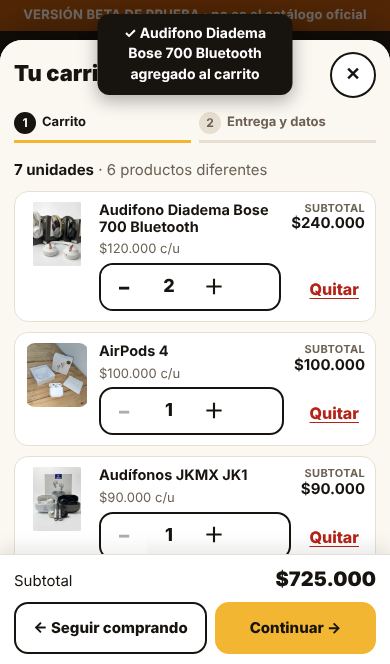 VERSIÓN BETA DE PRUEBA · no es el catálogo oficial
✓ Audifono Diadema
Bose 700 Bluetooth
agregado al carrito
Tu carri
✕
1 Carrito
2 Entrega y datos
7 unidades · 6 productos diferentes
Audifono Diadema Bose
700 Bluetooth
$120.000 c/u
SUBTOTAL
$240.000
− 2 +
Quitar
AirPods 4
$100.000 c/u
SUBTOTAL
$100.000
− 1 +
Quitar
Audífonos JKMX JK1
$90.000 c/u
SUBTOTAL
$90.000
− 1 +
Quitar
Subtotal
$725.000
← Seguir comprando
Continuar →